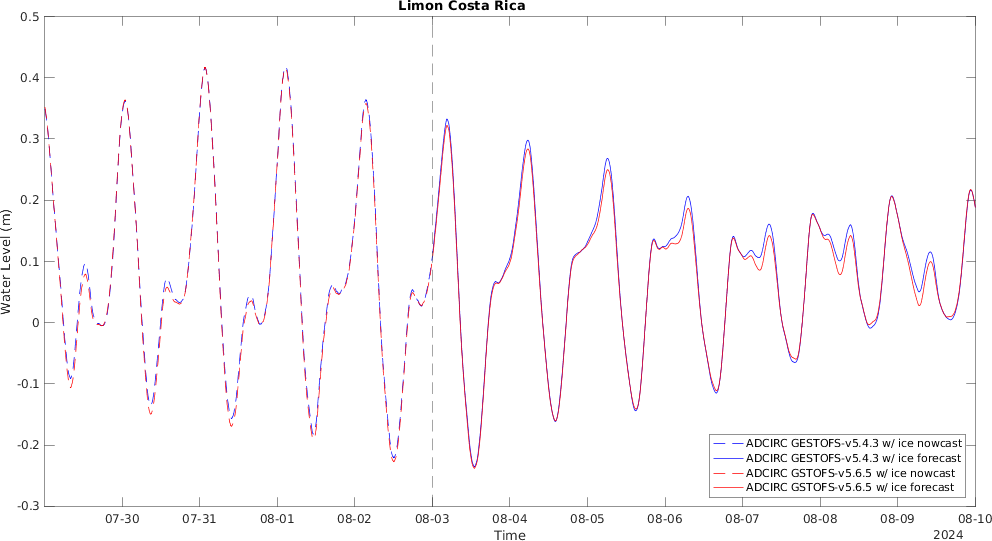 Limon Costa Rica
0.5
0.4
0.3
0.2
0.1
0
-0.1
-0.2
-0.3
Water Level (m)
ADCIRC GESTOFS-v5.4.3 w/ ice nowcast
ADCIRC GESTOFS-v5.4.3 w/ ice forecast
ADCIRC GSTOFS-v5.6.5 w/ ice nowcast
ADCIRC GSTOFS-v5.6.5 w/ ice forecast
07-30 07-31 08-01 08-02 08-03 08-04 08-05 08-06 08-07 08-08 08-09 08-10
Time
2024